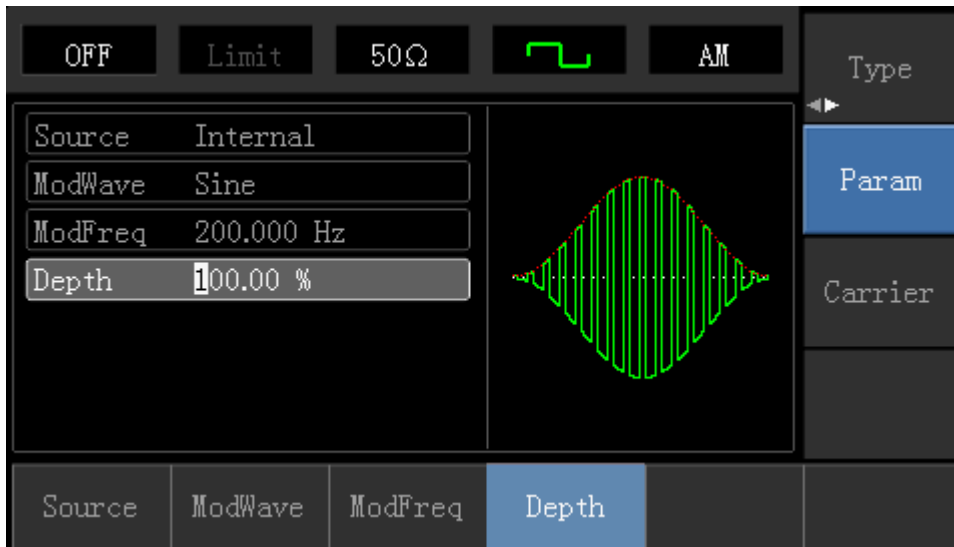 OFF Limit 50Ω AM
Type
Source Internal
ModWave Sine
ModFreq 200.000 Hz
Depth 100.00 %
Param
Carrier
Source ModWave ModFreq Depth